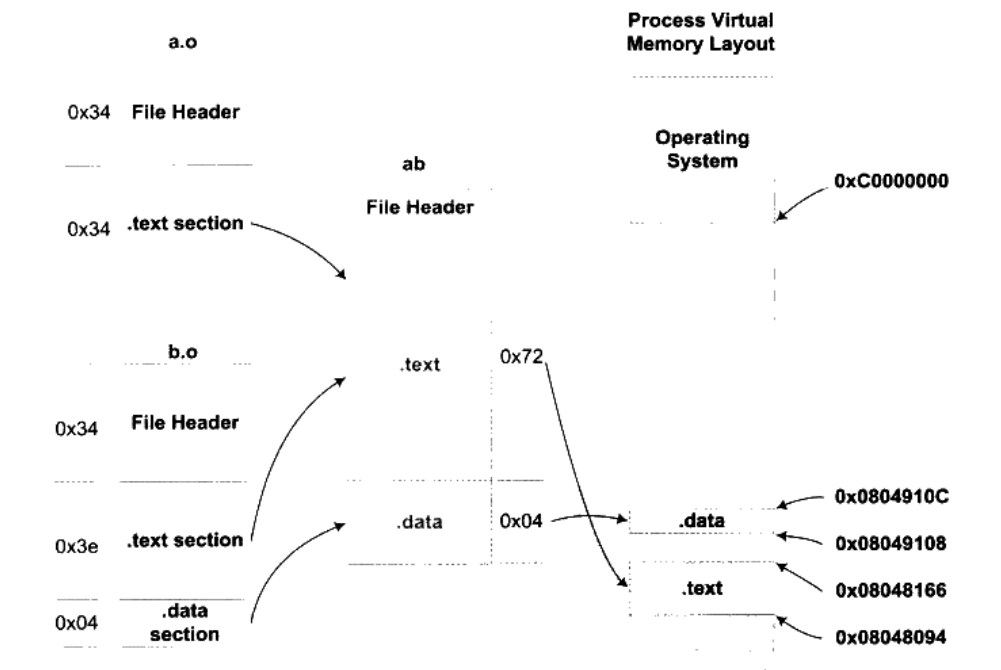 a.o
0x34 File Header
0x34 .text section
b.o
0x34 File Header
0x3e .text section
0x04 .data
section
ab
File Header
.text 0x72
.data 0x04
Process Virtual
Memory Layout
Operating
System
0xC0000000
0x0804910C
.data
0x08049108
0x08048166
.text
0x08048094